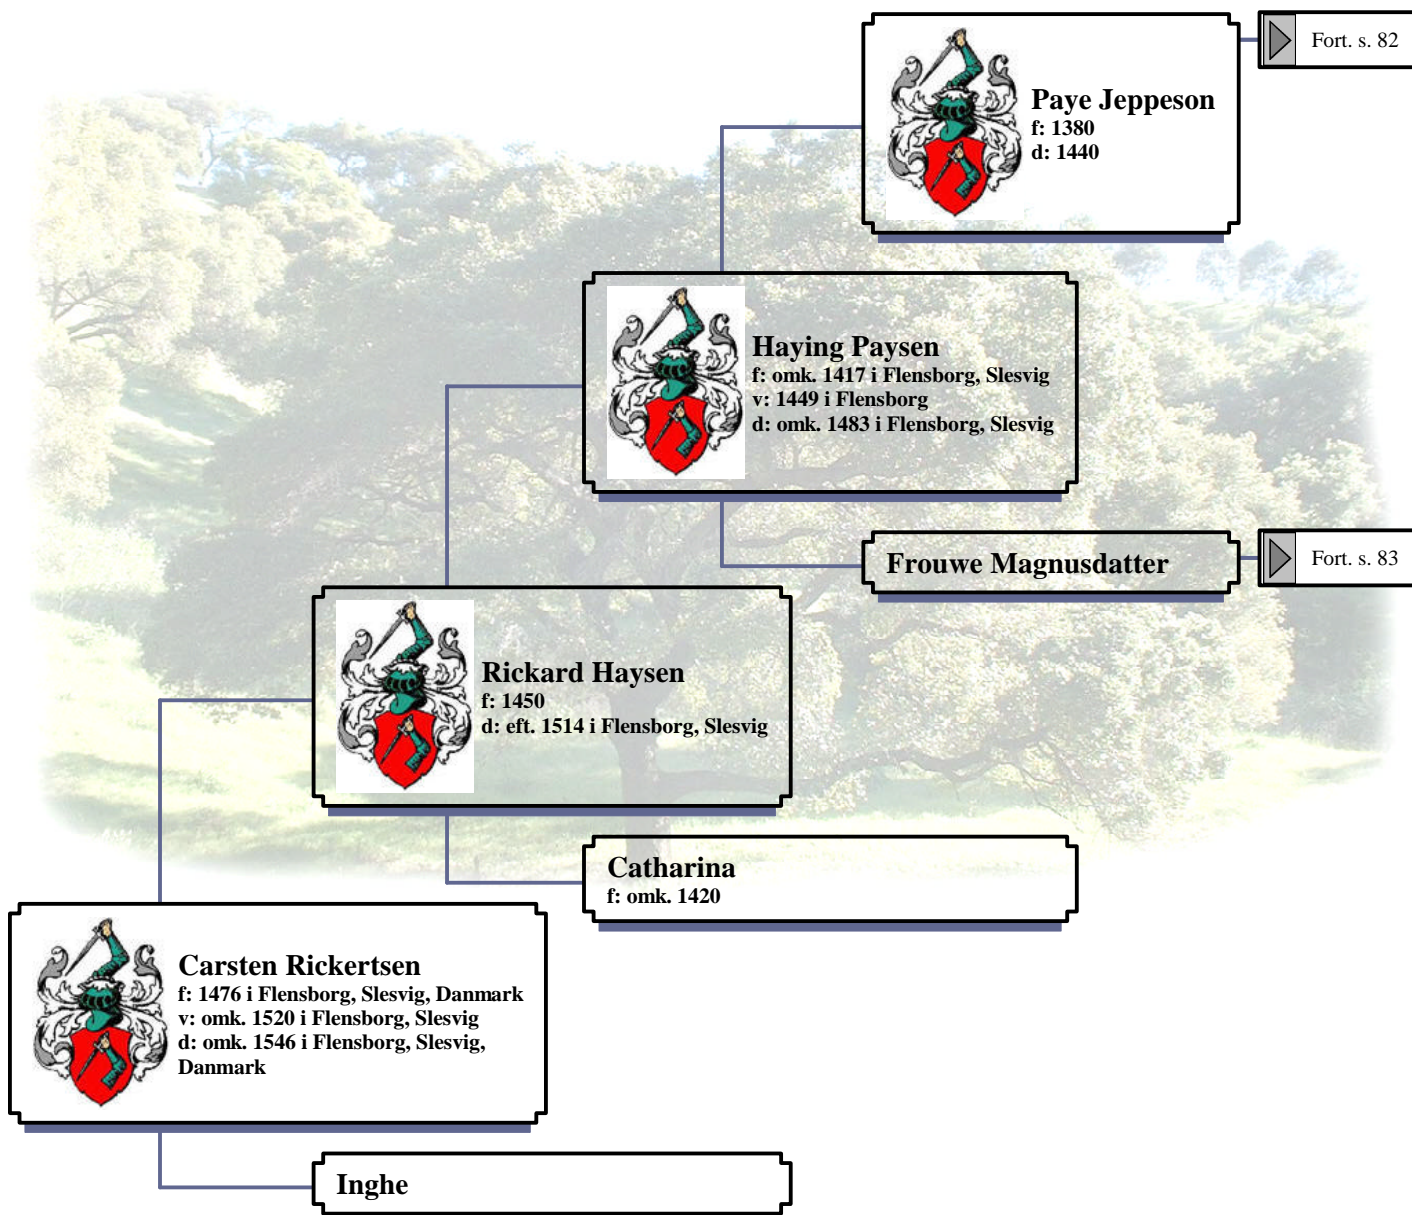 Fort. s. 82
Paye Jeppeson
f: 1380
d: 1440
Haying Paysen
f: omk. 1417 i Flensborg, Slesvig
v: 1449 i Flensborg
d: omk. 1483 i Flensborg, Slesvig
Frouwe Magnusdatter
Fort. s. 83
Rickard Haysen
f: 1450
d: eft. 1514 i Flensborg, Slesvig
Catharina
f: omk. 1420
Carsten Rickertsen
f: 1476 i Flensborg, Slesvig, Danmark
v: omk. 1520 i Flensborg, Slesvig
d: omk. 1546 i Flensborg, Slesvig,
Danmark
Inghe